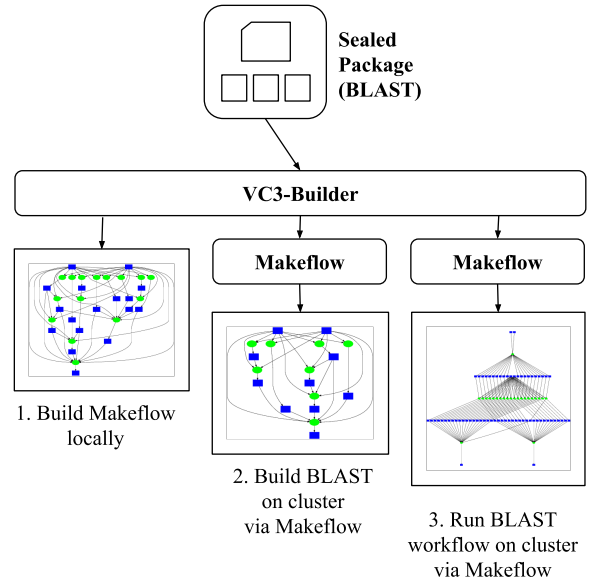 Sealed
Package
(BLAST)
VC3-Builder
Makeflow
Makeflow
1. Build Makeflow
locally
2. Build BLAST
on cluster
via Makeflow
3. Run BLAST
workflow on cluster
via Makeflow